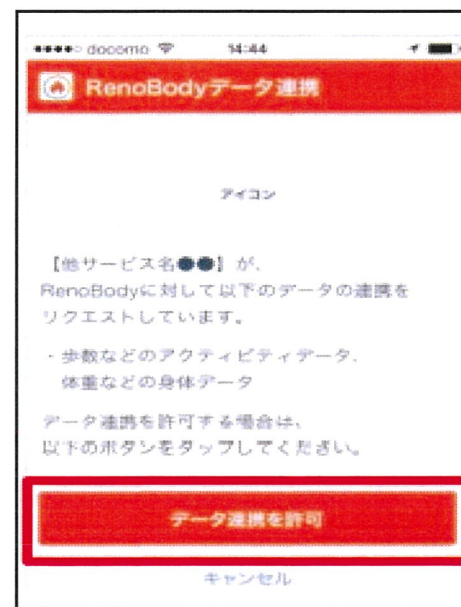 docomo 14:44
RenoBodyデータ連携
アイコン
【他サービス名●●】が、
RenoBodyに対して以下のデータの連携を
リクエストしています。
・歩数などのアクティビティデータ、
体重などの身体データ
データ連携を許可する場合は、
以下のボタンをタップしてください。
データ連携を許可
キャンセル